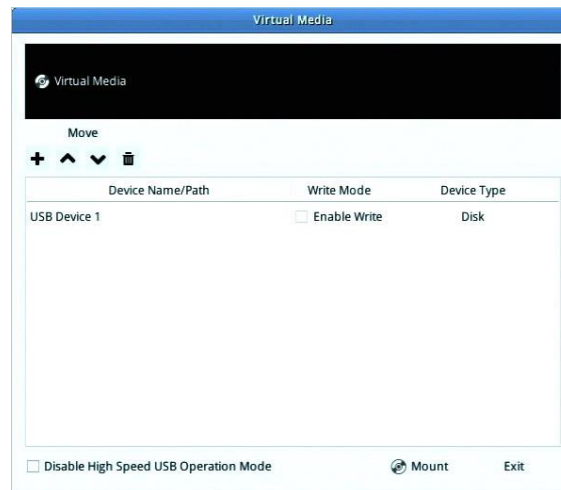 Virtual Media
Virtual Media
Move
Device Name/Path Write Mode Device Type
USB Device 1 Enable Write Disk
Disable High Speed USB Operation Mode Mount Exit